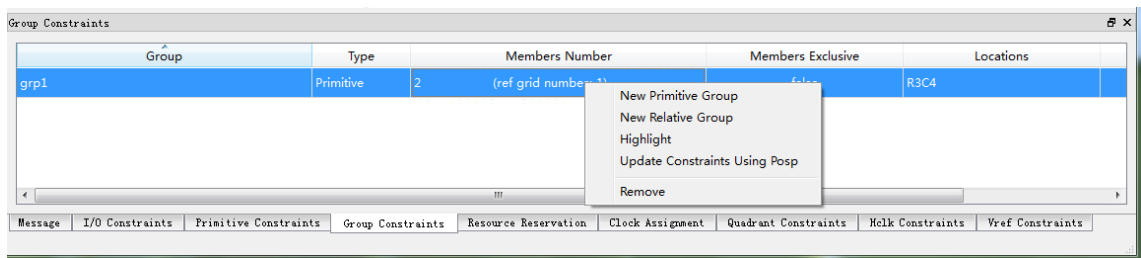 Group Constraints
Group Type Members Number Members Exclusive Locations
grp1 Primitive 2 (ref grid number: 1) false R3C4
New Primitive Group
New Relative Group
Highlight
Update Constraints Using Posp
Remove
Message I/O Constraints Primitive Constraints Group Constraints Resource Reservation Clock Assignment Quadrant Constraints Hclk Constraints Vref Constraints